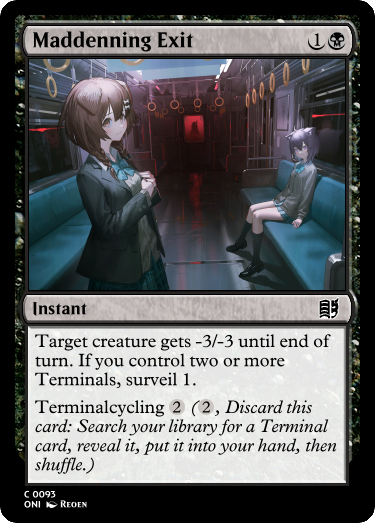 Maddenning Exit 1
Instant
Target creature gets -3/-3 until end of
turn. If you control two or more
Terminals, surveil 1.
Terminalcycling 2 (2, Discard this
card: Search your library for a Terminal
card, reveal it, put it into your hand, then
shuffle.)
C 0093
ONI Reoen